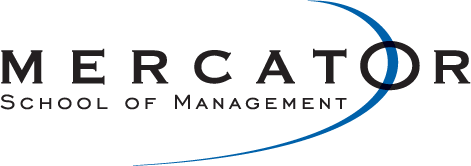 MERCATOR
SCHOOL OF MANAGEMENT